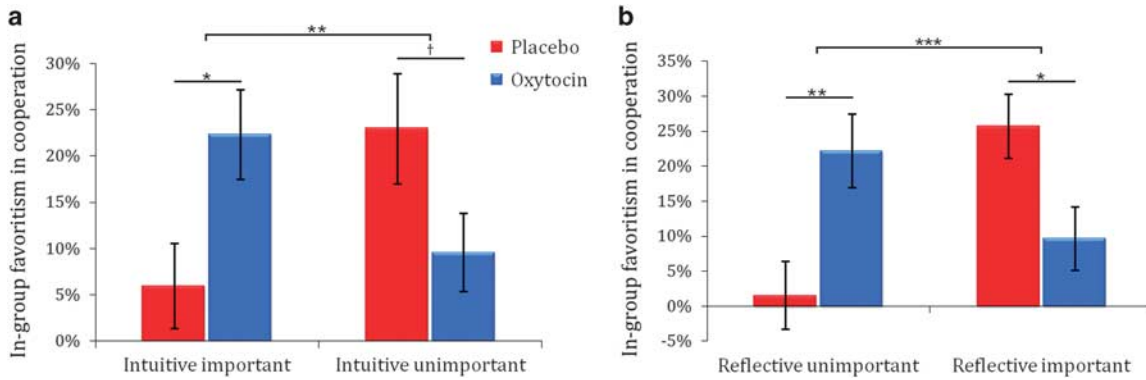 a
**
Placebo
Oxytocin
*
†
In-group favoritism in cooperation
30%
25%
20%
15%
10%
5%
0%
Intuitive important
Intuitive unimportant
b
***
**
*
In-group favoritism in cooperation
35%
30%
25%
20%
15%
10%
5%
0%
-5%
Reflective unimportant
Reflective important